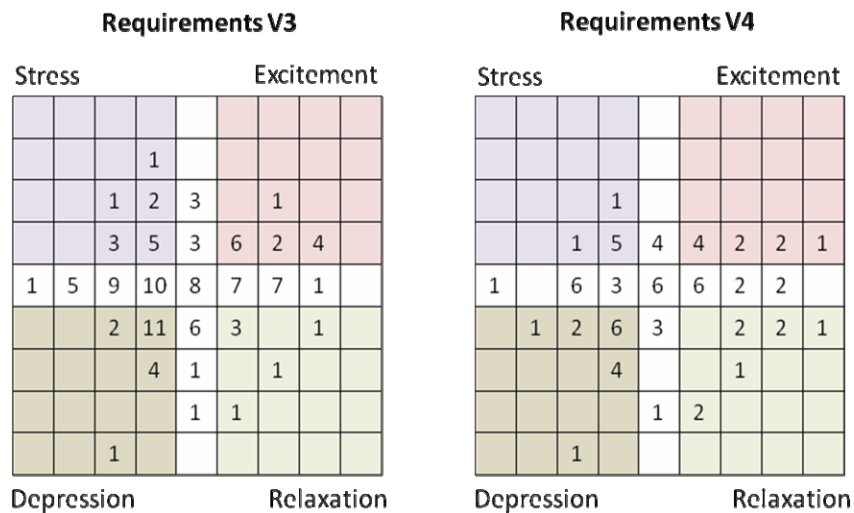 Requirements V3
Requirements V4
Stress Excitement
Stress Excitement
1
1 2 3 1
3 5 3 6 2 4
1 5 9 10 8 7 7 1
2 11 6 3 1
4 1 1
1 1
1
Depression Relaxation
1
1 5 4 4 2 2 1
1 6 3 6 6 2 2
1 2 6 3 2 2 1
4 1
1 2
1
Depression Relaxation